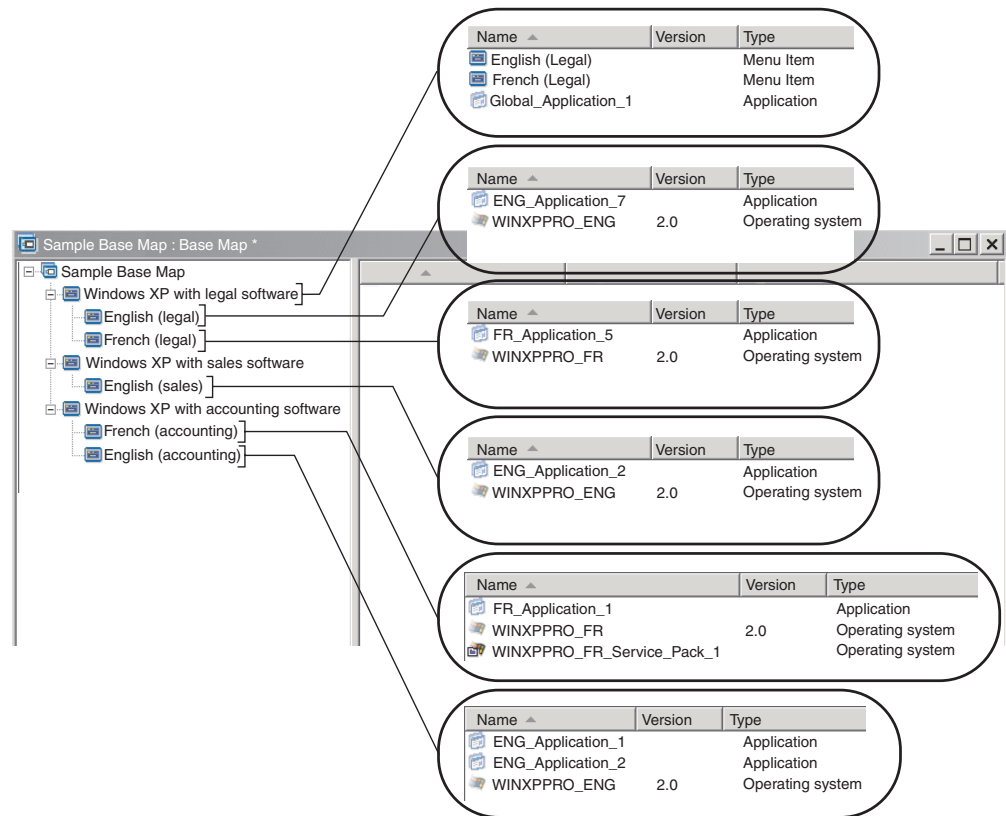 Name Version Type
English (Legal) Menu Item
French (Legal) Menu Item
Global_Application_1 Application
Name Version Type
ENG_Application_7 Application
WINXPPRO_ENG 2.0 Operating system
Sample Base Map : Base Map *
Sample Base Map
Windows XP with legal software
English (legal)
French (legal)
Windows XP with sales software
English (sales)
Windows XP with accounting software
French (accounting)
English (accounting)
Name Version Type
FR_Application_5 Application
WINXPPRO_FR 2.0 Operating system
Name Version Type
ENG_Application_2 Application
WINXPPRO_ENG 2.0 Operating system
Name Version Type
FR_Application_1 Application
WINXPPRO_FR 2.0 Operating system
WINXPPRO_FR_Service_Pack_1 Operating system
Name Version Type
ENG_Application_1 Application
ENG_Application_2 Application
WINXPPRO_ENG 2.0 Operating system